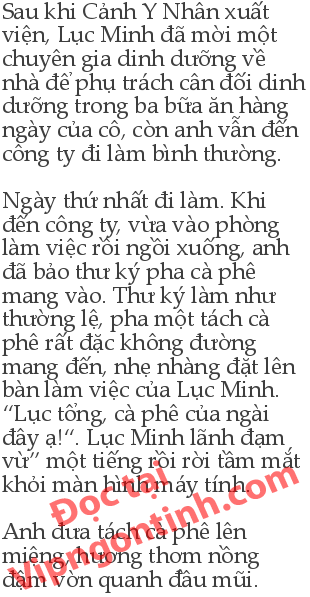 Sau khi Cảnh Y Nhân xuất
viện, Lục Minh đã mời một
chuyên gia dinh dưỡng về
nhà để phụ trách cân đối dinh
dưỡng trong ba bữa ăn hàng
ngày của cô, còn anh vẫn đến
công ty đi làm bình thường.

Ngày thứ nhất đi làm. Khi
đến công ty, vừa vào phòng
làm việc rồi ngồi xuống, anh
đã bảo thư ký pha cà phê
mang vào. Thư ký làm như
thường lệ, pha một tách cà
phê rất đặc không đường
mang đến, nhẹ nhàng đặt lên
bàn làm việc của Lục Minh.
“Lục tổng, cà phê của ngài
đây ạ!“. Lục Minh lãnh đạm
vừ” một tiếng rồi rời tầm mắt
khỏi màn hình máy tính.

Anh đưa tách cà phê lên
miệng, hương thơm nồng
đậm vờn quanh đầu mũi.
Đọc tại
Vipngontinh.com